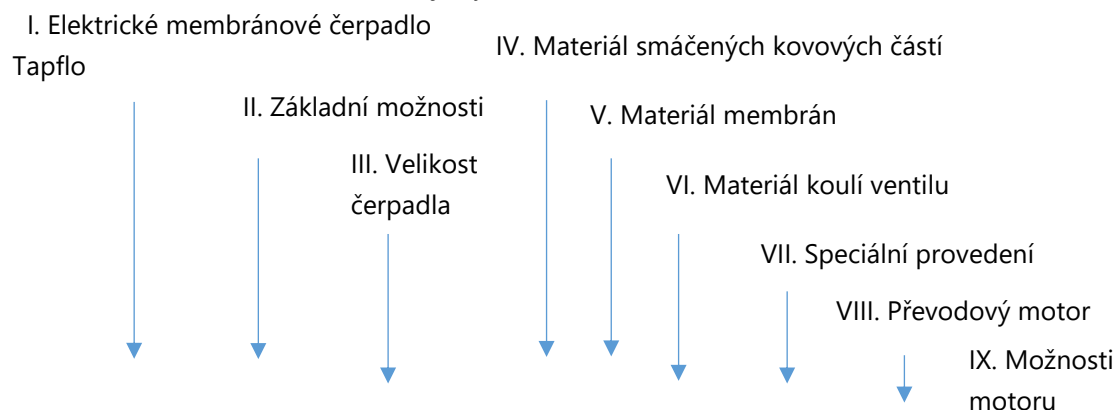 I. Elektrické membránové čerpadlo
Tapflo
IV. Materiál smáčených kovových částí
II. Základní možnosti
V. Materiál membrán
III. Velikost
čerpadla
VI. Materiál koulí ventilu
VII. Speciální provedení
VIII. Převodový motor
IX. Možnosti
motoru